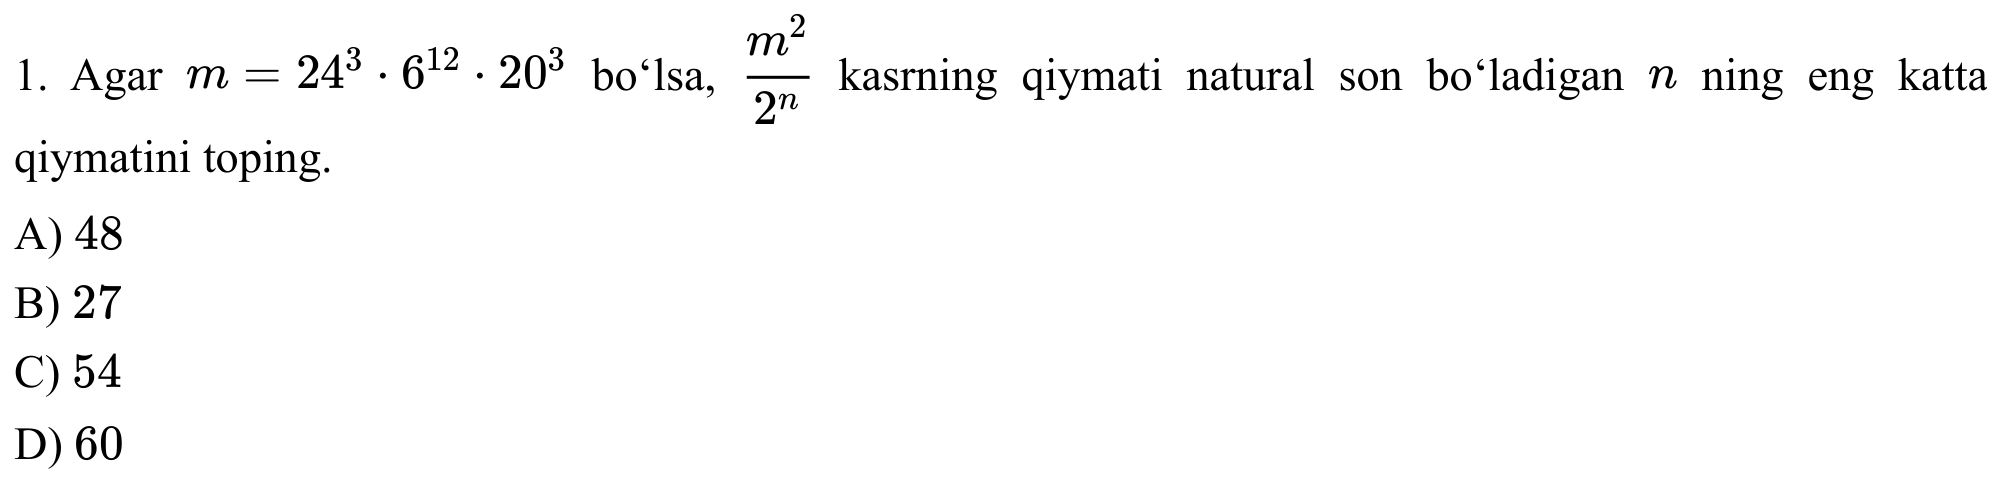 1. Agar m = 24³ · 6¹² · 20³ bo‘lsa, m²/2ⁿ kasrning qiymati natural son bo‘ladigan n ning eng katta
qiymatini toping.
A) 48
B) 27
C) 54
D) 60